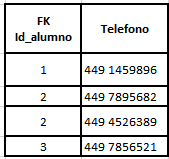 FK
Id_alumno Telefono
1 449 1459896
2 449 7895682
2 449 4526389
3 449 7856521